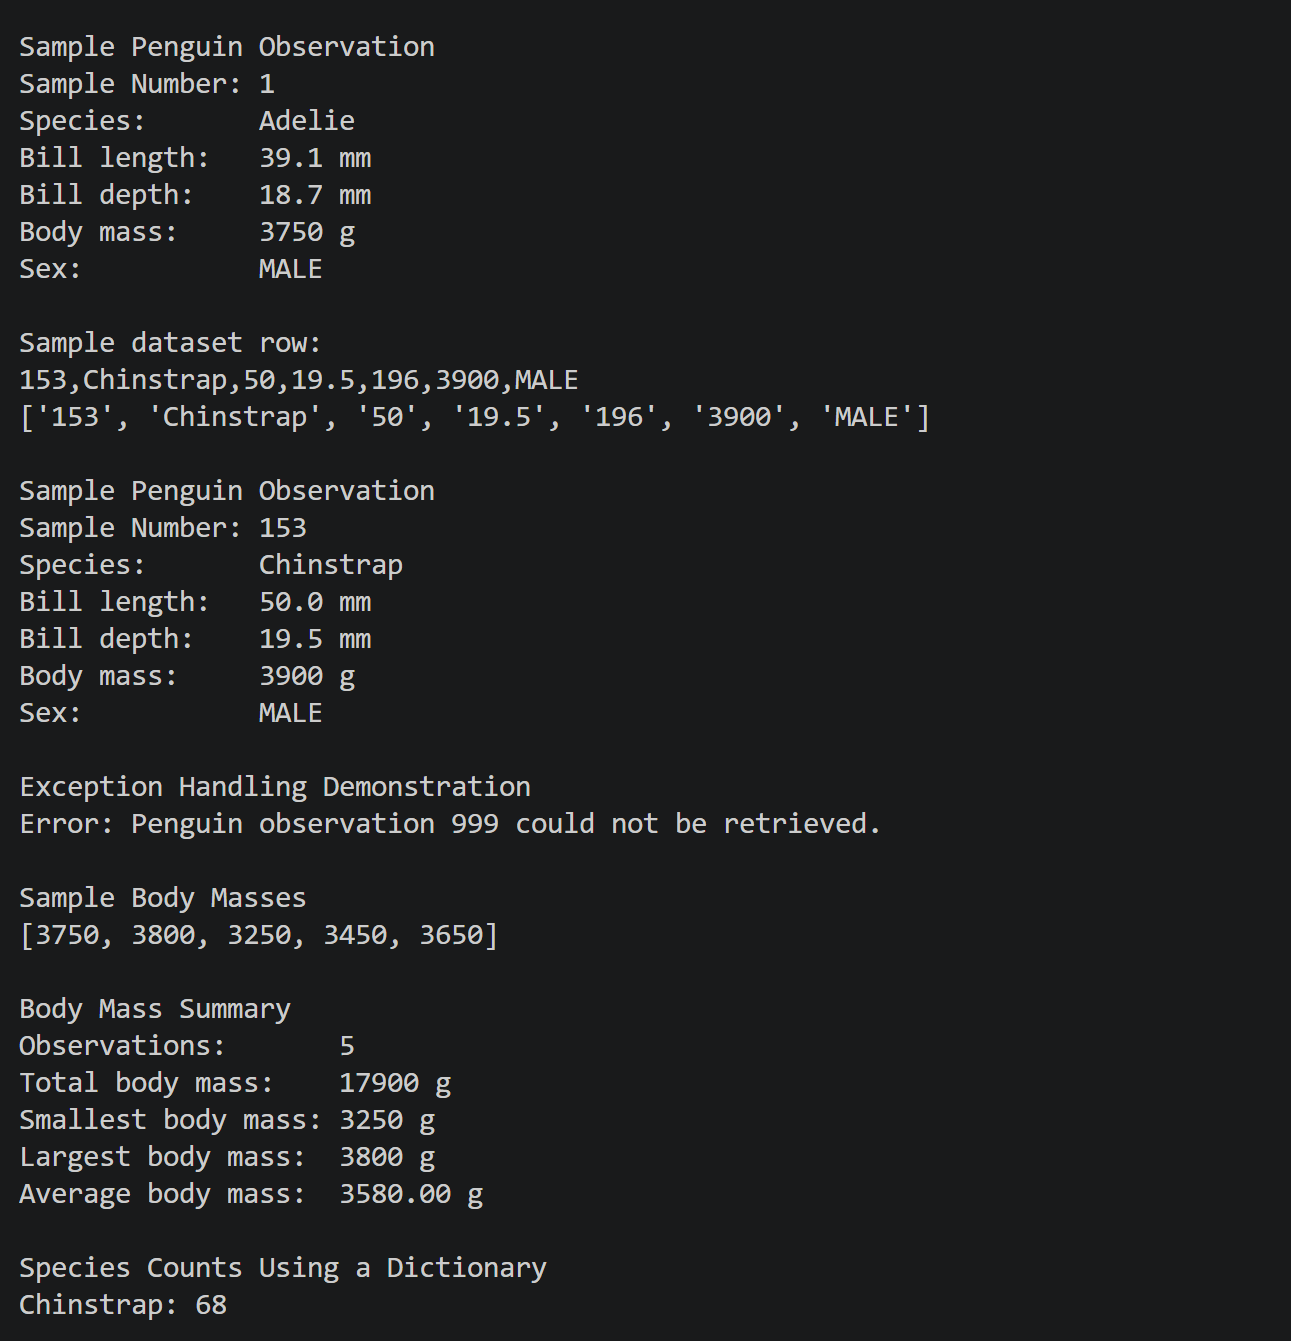 Sample Penguin Observation
Sample Number: 1
Species:       Adelie
Bill length:   39.1 mm
Bill depth:    18.7 mm
Body mass:     3750 g
Sex:           MALE

Sample dataset row:
153,Chinstrap,50,19.5,196,3900,MALE
['153', 'Chinstrap', '50', '19.5', '196', '3900', 'MALE']

Sample Penguin Observation
Sample Number: 153
Species:       Chinstrap
Bill length:   50.0 mm
Bill depth:    19.5 mm
Body mass:     3900 g
Sex:           MALE

Exception Handling Demonstration
Error: Penguin observation 999 could not be retrieved.

Sample Body Masses
[3750, 3800, 3250, 3450, 3650]

Body Mass Summary
Observations:       5
Total body mass:    17900 g
Smallest body mass: 3250 g
Largest body mass:  3800 g
Average body mass:  3580.00 g

Species Counts Using a Dictionary
Chinstrap: 68